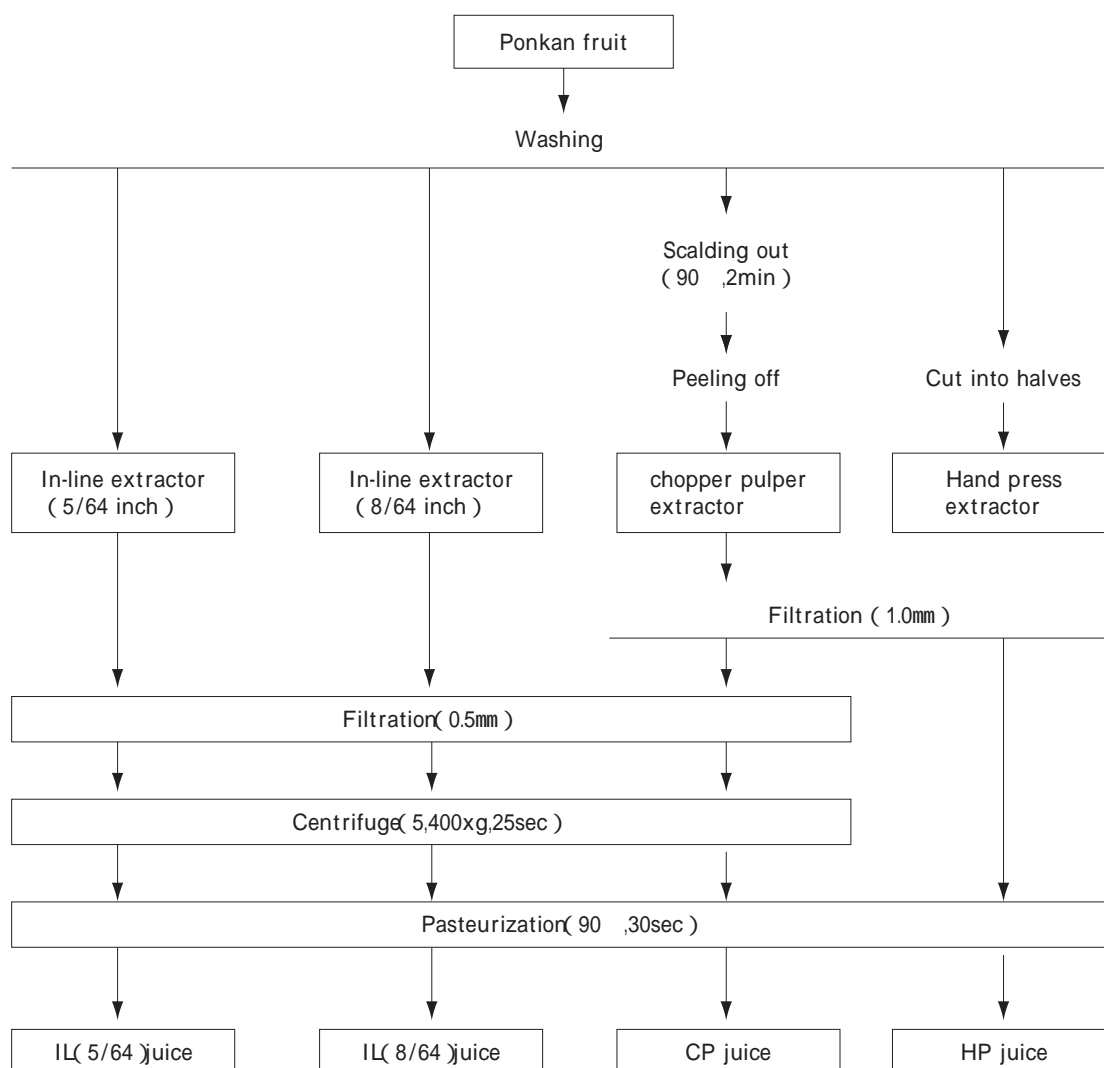 Ponkan fruit
Washing
Scalding out
( 90 ,2min )
Peeling off
Cut into halves
In-line extractor
( 5/64 inch )
In-line extractor
( 8/64 inch )
chopper pulper
extractor
Hand press
extractor
Filtration ( 1.0mm )
Filtration( 0.5mm )
Centrifuge( 5,400xg,25sec )
Pasteurization( 90 ,30sec )
IL( 5/64 )juice
IL( 8/64 )juice
CP juice
HP juice